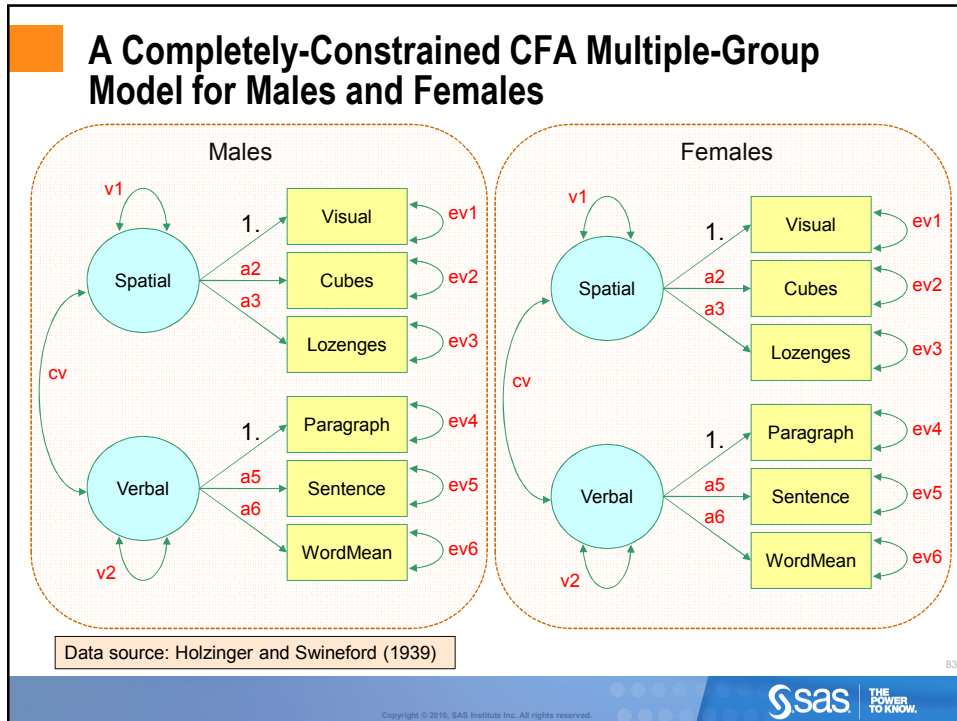 A Completely-Constrained CFA Multiple-Group
Model for Males and Females
Males
v1
Spatial
1.
a2
a3
Visual
Cubes
Lozenges
ev1
ev2
ev3
cv
Verbal
1.
a5
a6
Paragraph
Sentence
WordMean
ev4
ev5
ev6
v2
Females
v1
Spatial
1.
a2
a3
Visual
Cubes
Lozenges
ev1
ev2
ev3
cv
Verbal
1.
a5
a6
Paragraph
Sentence
WordMean
ev4
ev5
ev6
v2
Data source: Holzinger and Swineford (1939)
83
Copyright © 2010, SAS Institute Inc. All rights reserved.
sas
THE
POWER
TO KNOW.